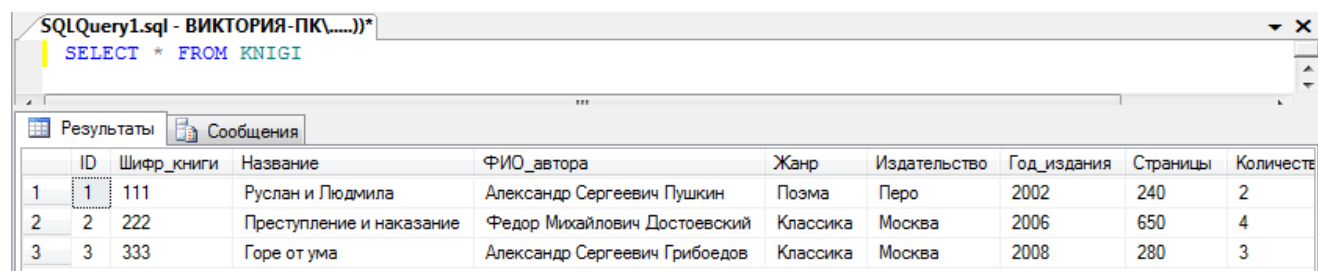 SQLQuery1.sql - ВИКТОРИЯ-ПК\.....))*
SELECT * FROM KNIGI
Результаты Сообщения
ID Шифр_книги Название ФИО_автора Жанр Издательство Год_издания Страницы Количеств
1 1 111 Руслан и Людмила Александр Сергеевич Пушкин Поэма Перо 2002 240 2
2 2 222 Преступление и наказание Федор Михайлович Достоевский Классика Москва 2006 650 4
3 3 333 Горе от ума Александр Сергеевич Грибоедов Классика Москва 2008 280 3